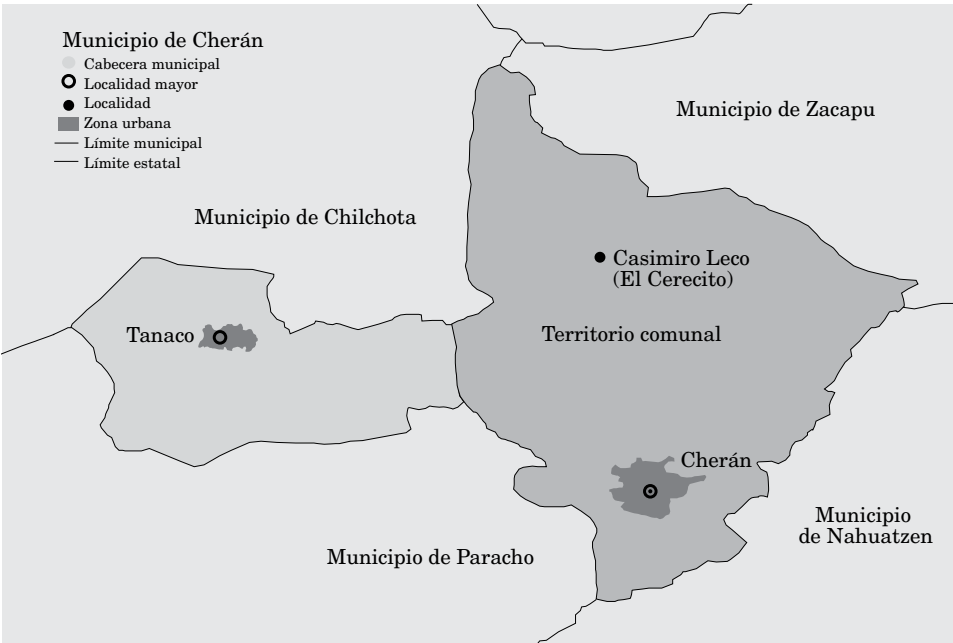 Municipio de Cherán
Cabecera municipal
Localidad mayor
Localidad
Zona urbana
Límite municipal
Límite estatal
Municipio de Zacapu
Municipio de Chilchota
Casimiro Leco
(El Cerecito)
Tanaco
Territorio comunal
Cherán
Municipio
de Nahuatzen
Municipio de Paracho